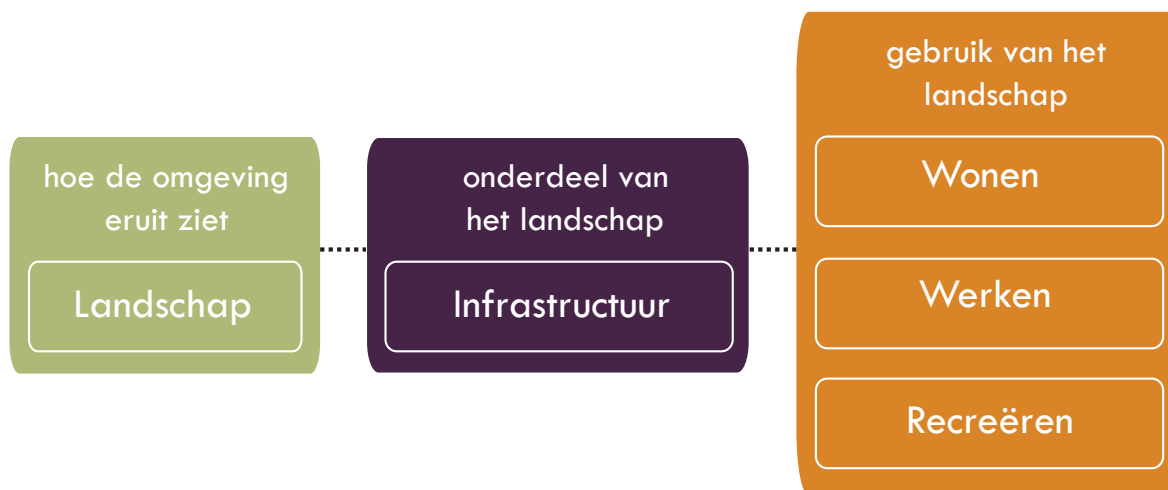 hoe de omgeving
eruit ziet
Landschap
onderdeel van
het landschap
Infrastructuur
gebruik van het
landschap
Wonen
Werken
Recreëren